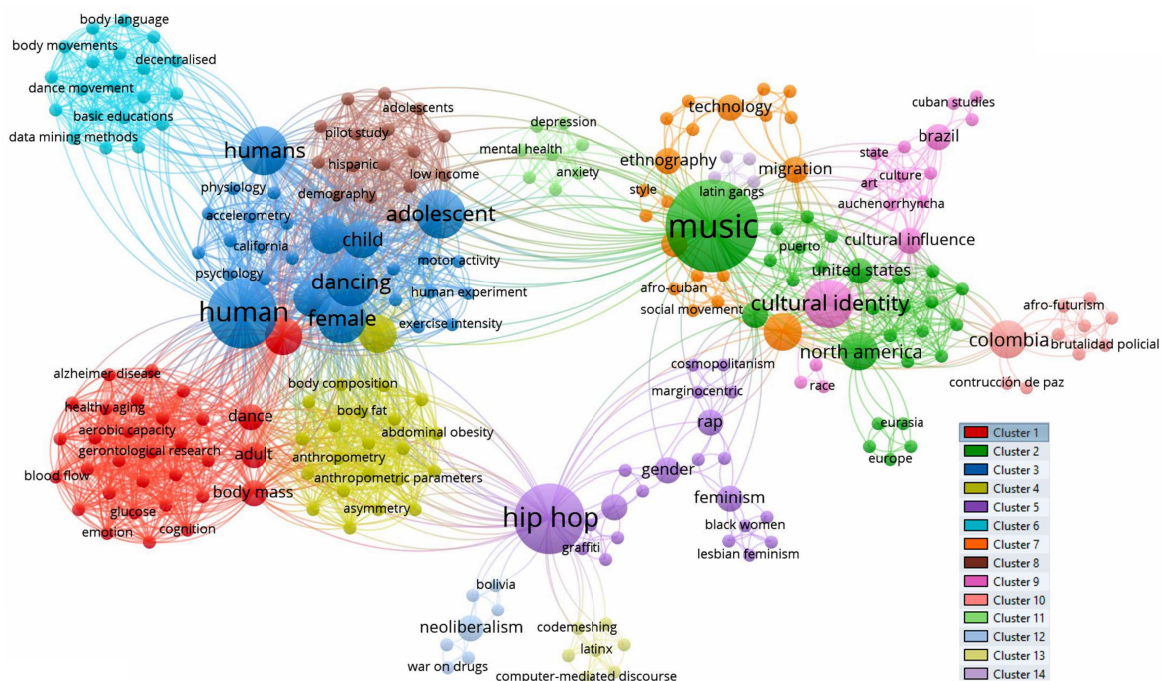 body language
body movements
decentralised
dance movement
basic educations
data mining methods
humans
adolescents
pilot study
hispanic
low income
demography
physiology
accelerometry
california
psychology
adolescent
child
motor activity
dancing
human experiment
human
female
exercise intensity
depression
mental health
anxiety
technology
ethnography
migration
latin gangs
style
music
cuban studies
brazil
state
culture
art
auchenorrhyncha
cultural influence
puerto
united states
afro-cuban
social movement
cultural identity
north america
afro-futurism
colombia
brutalidad policial
contrucción de paz
race
eurasia
europe
cosmopolitanism
marginocentric
rap
gender
feminism
black women
lesbian feminism
hip hop
graffiti
alzheimer disease
healthy aging
aerobic capacity
gerontological research
blood flow
glucose
emotion
cognition
dance
adult
body mass
body composition
body fat
abdominal obesity
anthropometry
anthropometric parameters
asymmetry
bolivia
neoliberalism
war on drugs
codemeshing
latinx
computer-mediated discourse
Cluster 1
Cluster 2
Cluster 3
Cluster 4
Cluster 5
Cluster 6
Cluster 7
Cluster 8
Cluster 9
Cluster 10
Cluster 11
Cluster 12
Cluster 13
Cluster 14